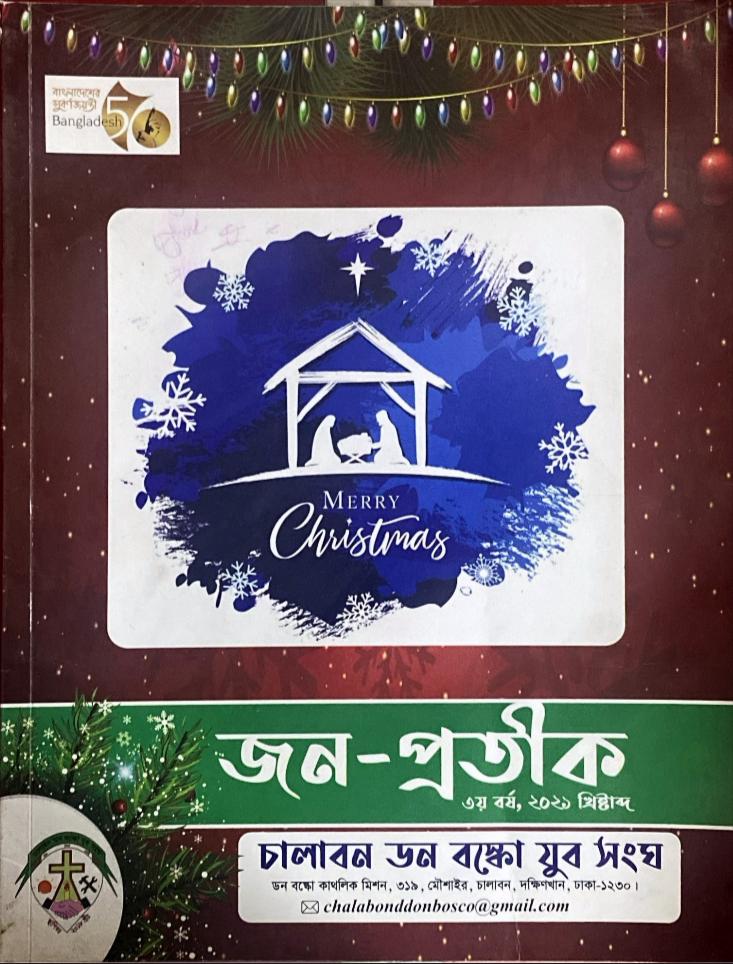 বাংলাদেশের
সুবর্ণজয়ন্তী
50
Bangladesh
MERRY
Christmas
জন-প্রতীক
৩য় বর্ষ, ২০২১ খ্রিষ্টাব্দ
চালাবন ডন বস্কো যুব সংঘ
ডন বস্কো কাথলিক মিশন, ৩১৯, মৌশাইর, চালাবন, দক্ষিণখান, ঢাকা-১২৩০।
chalabonddonbosco@gmail.com